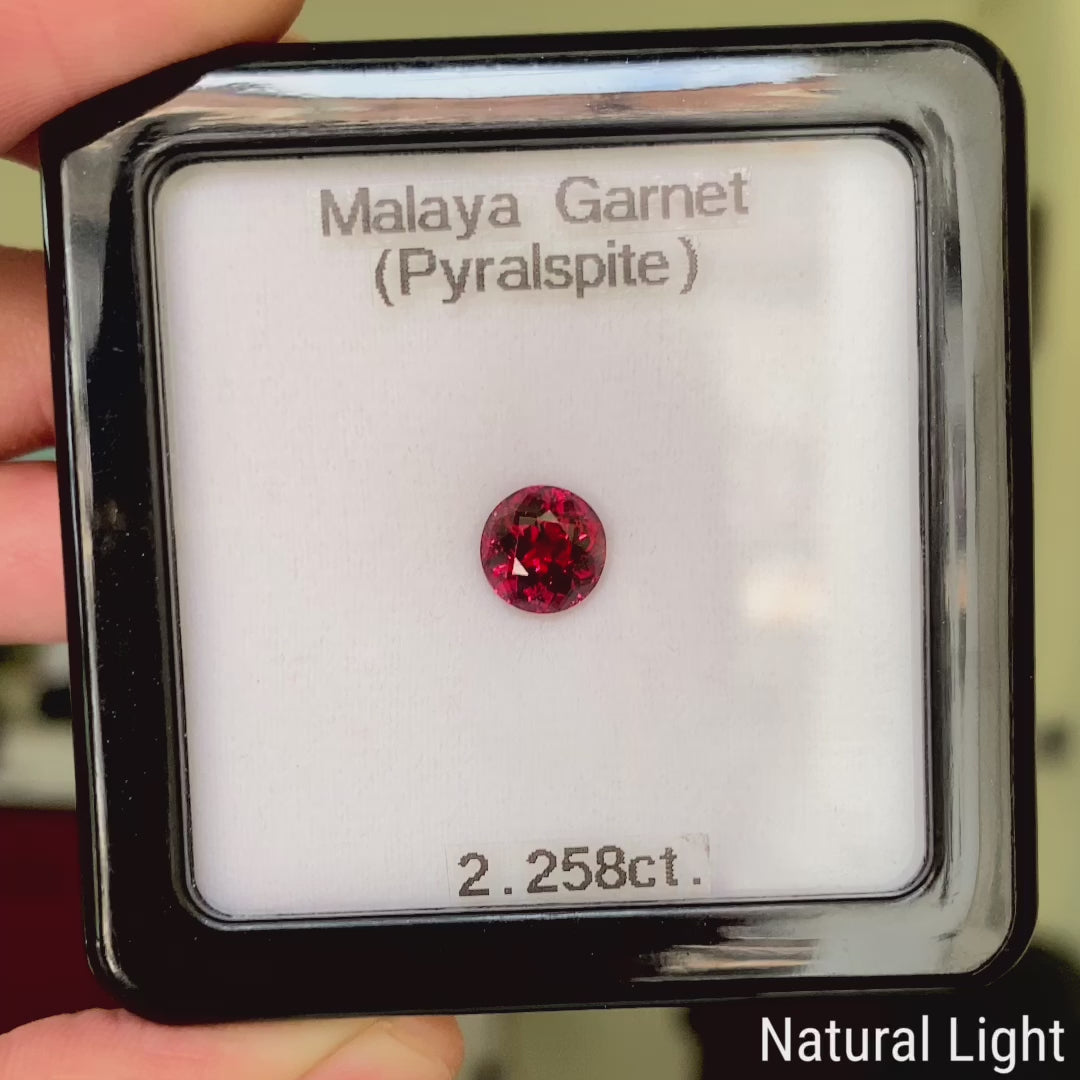 Malaya Garnet
(Pyralspite)
2.258ct.
Natural Light